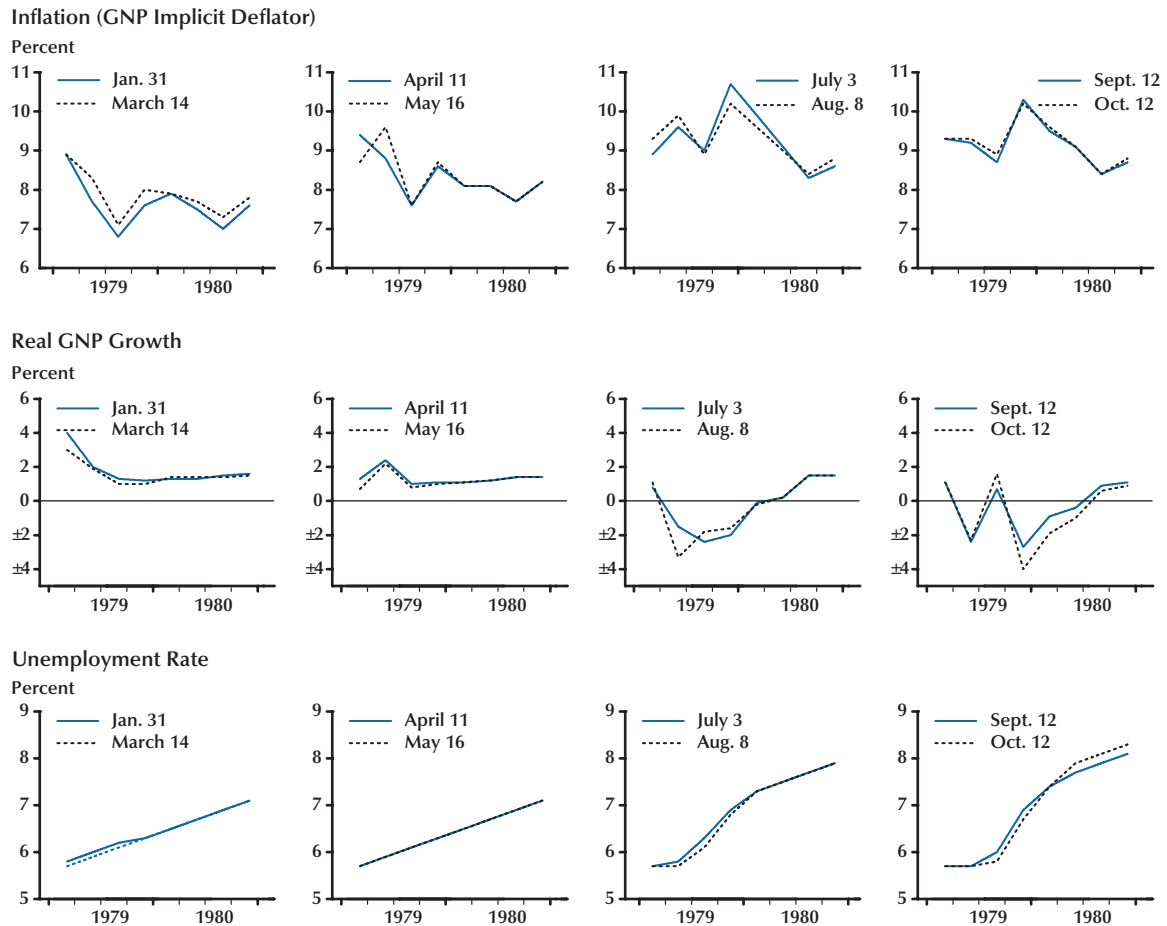 Inflation (GNP Implicit Deflator)
Percent
11 10 9 8 7 6
Jan. 31
March 14
1979 1980
11 10 9 8 7 6
April 11
May 16
1979 1980
11 10 9 8 7 6
July 3
Aug. 8
1979 1980
11 10 9 8 7 6
Sept. 12
Oct. 12
1979 1980
Real GNP Growth
Percent
6 4 2 0 ±2 ±4
Jan. 31
March 14
1979 1980
6 4 2 0 ±2 ±4
April 11
May 16
1979 1980
6 4 2 0 ±2 ±4
July 3
Aug. 8
1979 1980
6 4 2 0 ±2 ±4
Sept. 12
Oct. 12
1979 1980
Unemployment Rate
Percent
9 8 7 6 5
Jan. 31
March 14
1979 1980
9 8 7 6 5
April 11
May 16
1979 1980
9 8 7 6 5
July 3
Aug. 8
1979 1980
9 8 7 6 5
Sept. 12
Oct. 12
1979 1980